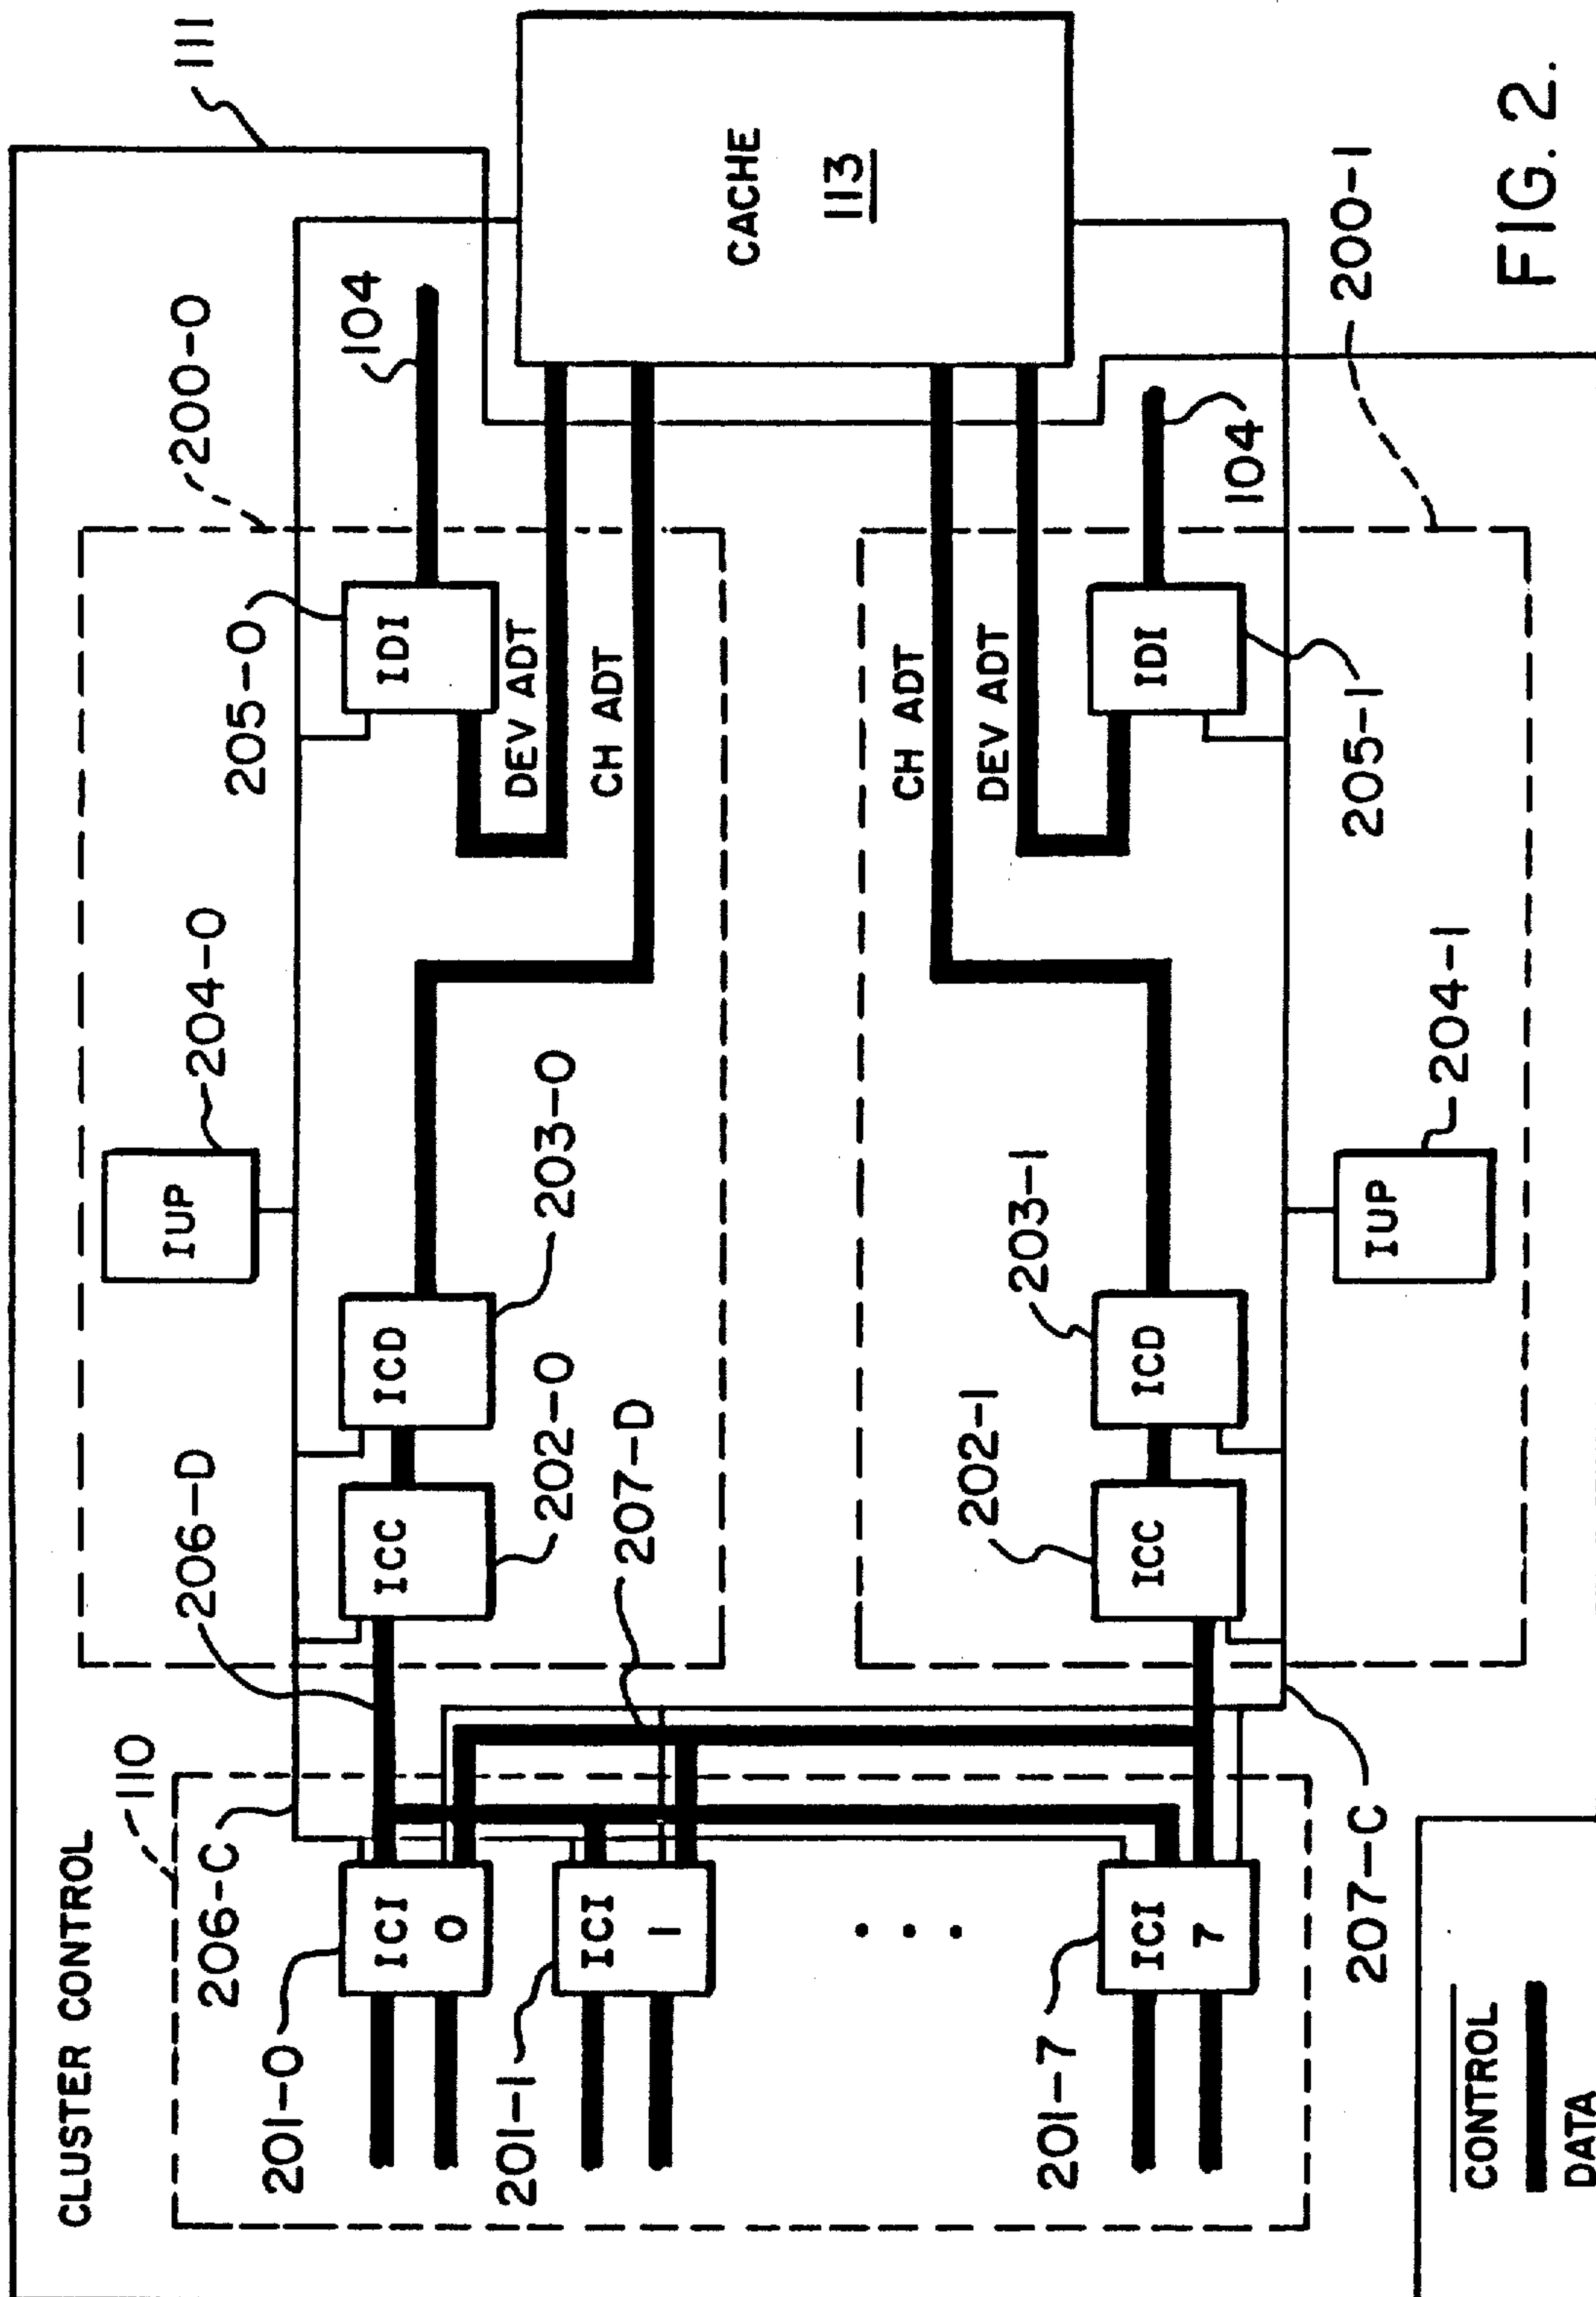 CLUSTER CONTROL
111
110
206-C
206-D
204-0
205-0
200-0
104
201-0
ICI
0
ICC
ICD
IUP
IDI
202-0
203-0
DEV ADT
CH ADT
CACHE
113
201-1
ICI
1
207-D
...
201-7
ICI
7
202-1
203-1
ICC
ICD
CH ADT
DEV ADT
IDI
104
205-1
207-C
IUP
204-1
200-1
CONTROL
DATA
FIG. 2.